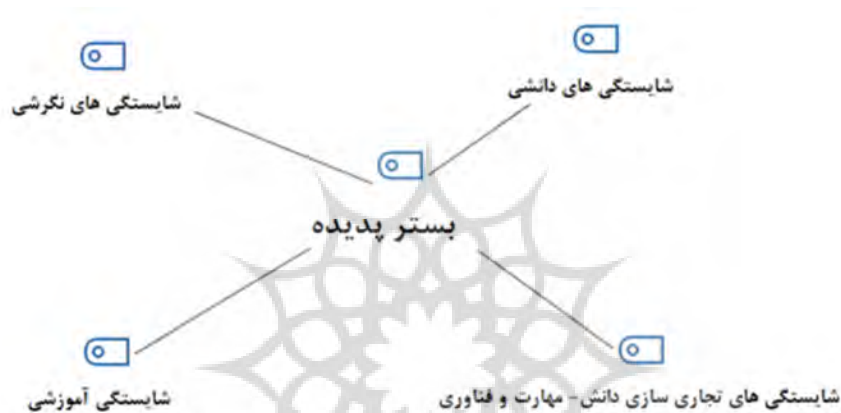 شایستگی های دانشی
شایستگی های نگرشی
بستر پدیده
شایستگی های تجاری سازی دانش- مهارت و فناوری
شایستگی آموزشی